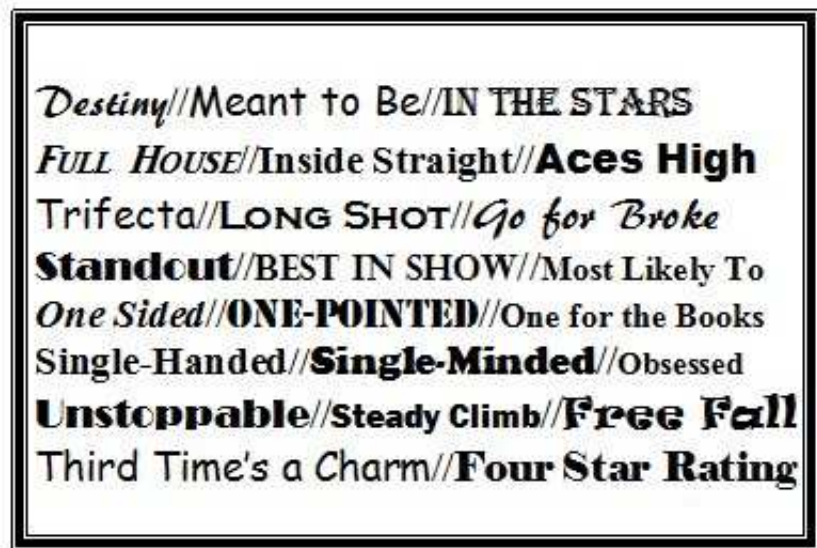 Destiny//Meant to Be//IN THE STARS
FULL HOUSE//Inside Straight//Aces High
Trifecta//LONG SHOT//Go for Broke
Standout//BEST IN SHOW//Most Likely To
One Sided//ONE-POINTED//One for the Books
Single-Handed//Single-Minded//Obsessed
Unstoppable//Steady Climb//Free Fall
Third Time's a Charm//Four Star Rating